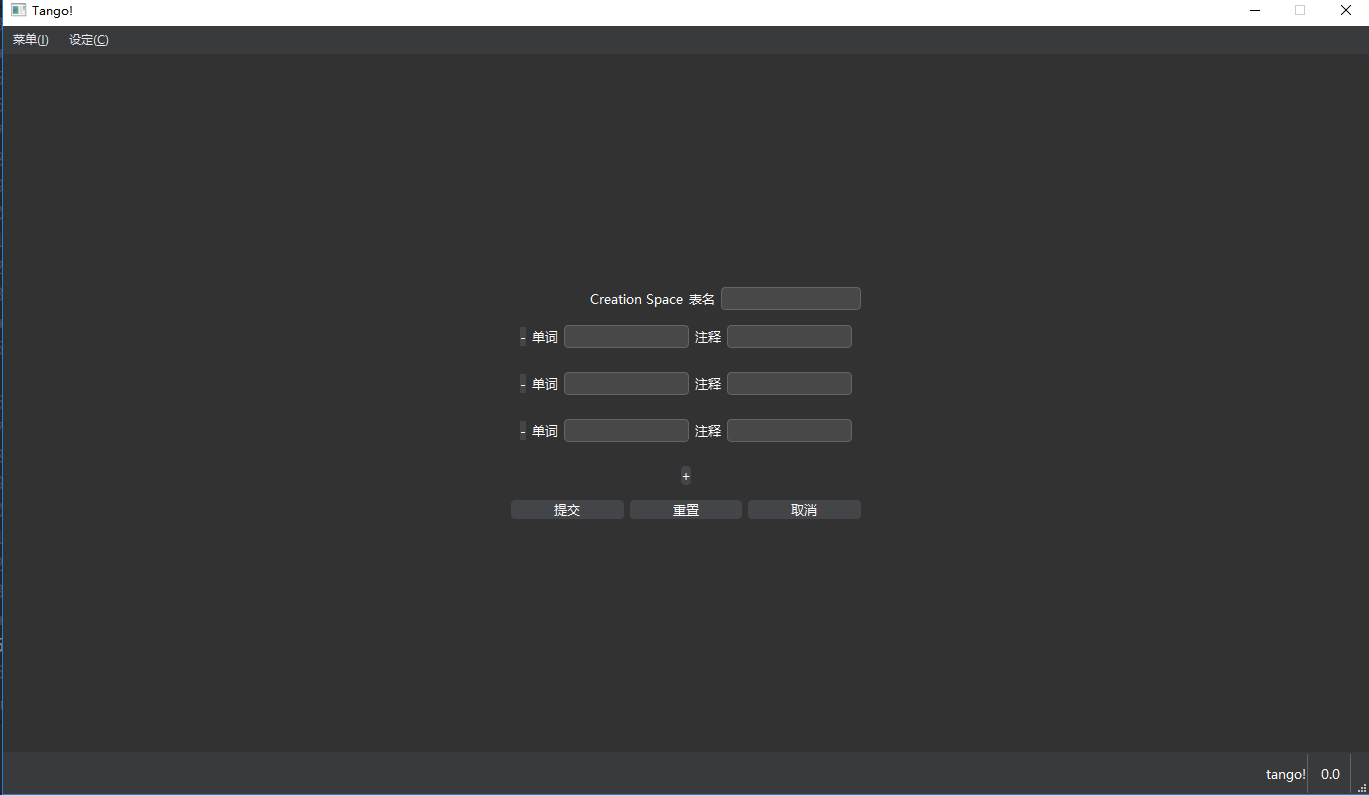 Tango!
菜单(I) 设定(C)
Creation Space 表名
- 单词 注释
- 单词 注释
- 单词 注释
+
提交 重置 取消
tango! 0.0